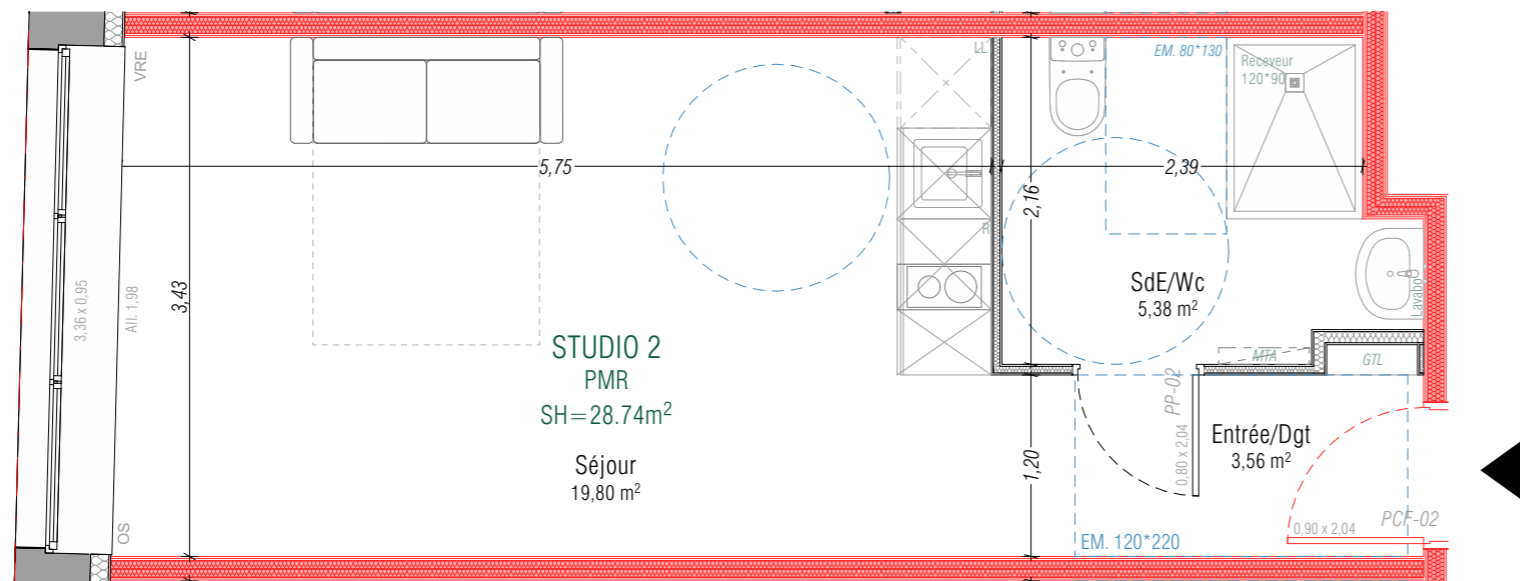 VRE
LL
EM. 80*130
Receveur
120*90
5,75
2,39
2,16
R
3,36 x 0,95
All. 1,98
3,43
SdE/Wc
5,38 m²
Lavabo
STUDIO 2
PMR
SH=28.74m²
MTA
GTL
PP-02
0,80 x 2,04
Entrée/Dgt
3,56 m²
Séjour
19,80 m²
1,20
OS
EM. 120*220
0,90 x 2,04
PCF-02